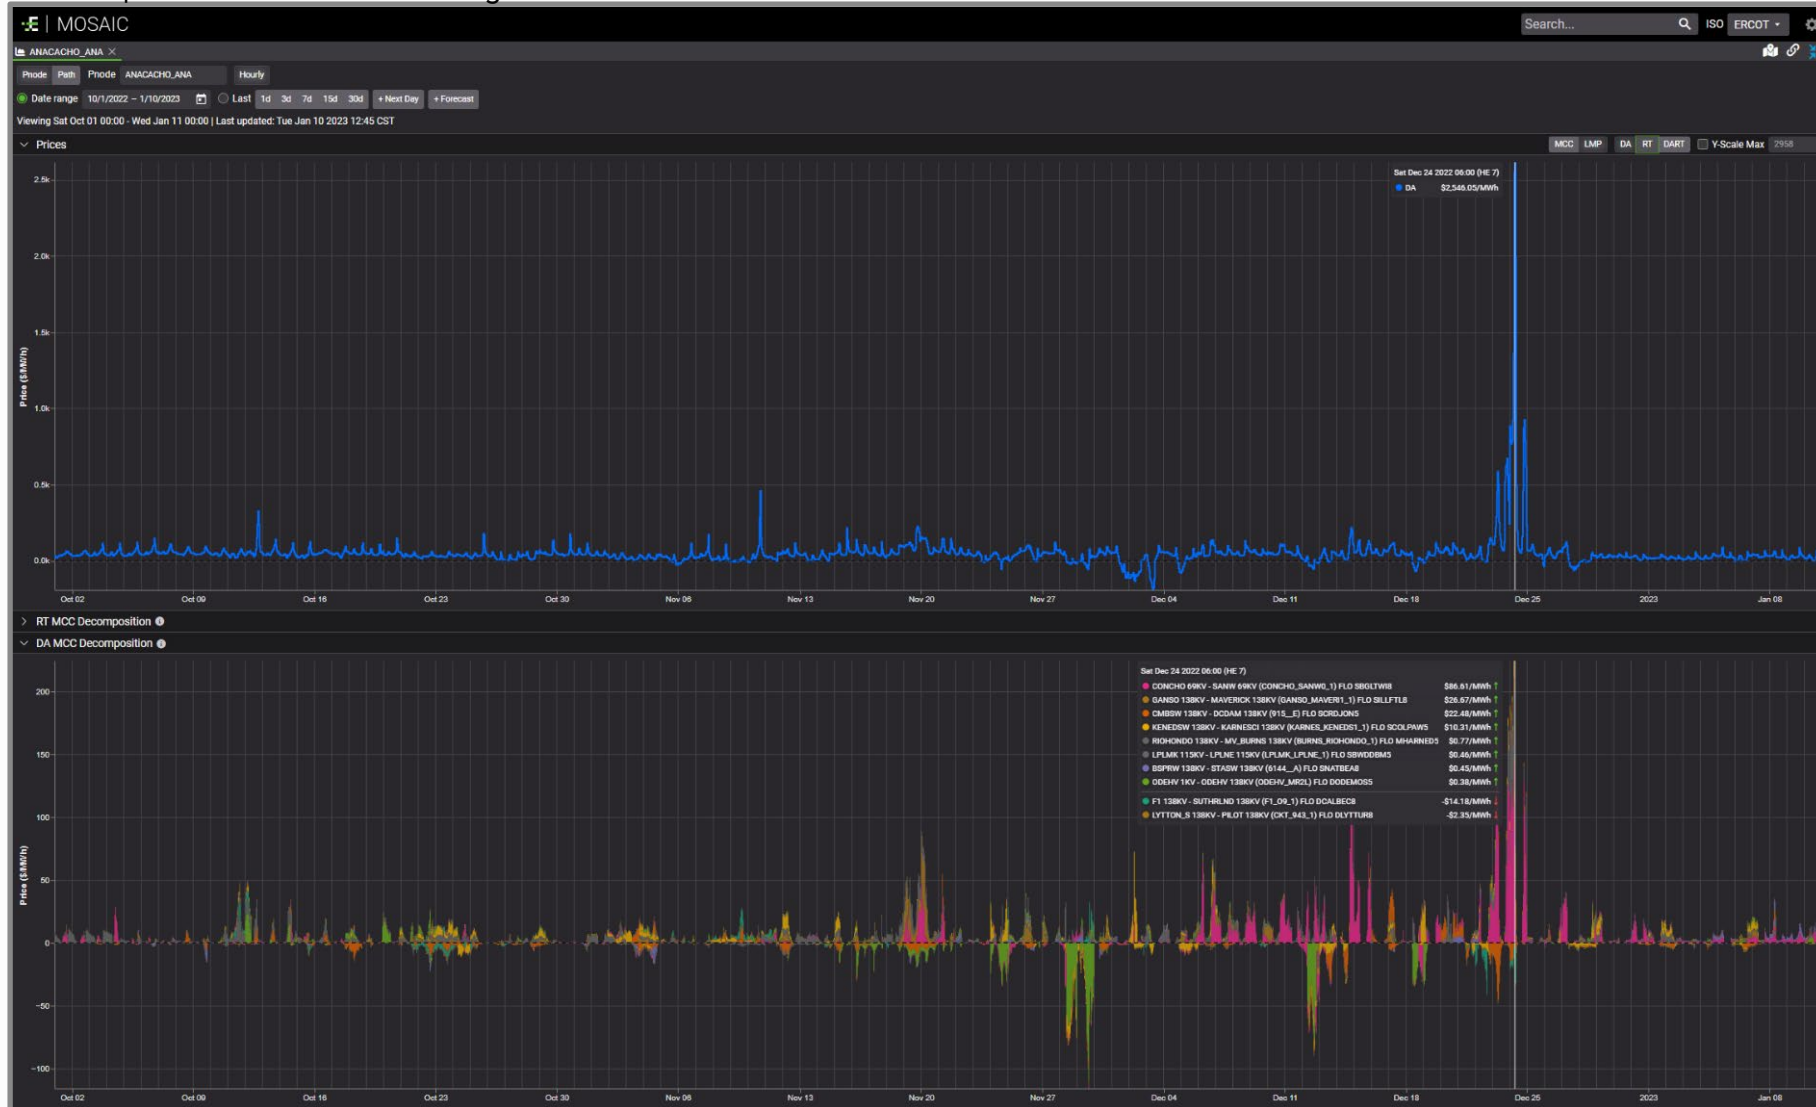 MOSAIC Search... ISO ERCOT
ANACACHO_ANA ×
Pnode Path Pnode ANACACHO_ANA Hourly
Date range 10/1/2022 – 1/10/2023 Last 1d 3d 7d 15d 30d + Next Day + Forecast
Viewing Sat Oct 01 00:00 - Wed Jan 11 00:00 | Last updated: Tue Jan 10 2023 12:45 CST
Prices MCC LMP DA RT DART Y-Scale Max 2958
Sat Dec 24 2022 06:00 (HE 7)
DA $2,546.05/MWh
2.5k
2.0k
1.5k
1.0k
0.5k
0.0k
Price ($/MWh)
Oct 02 Oct 09 Oct 16 Oct 23 Oct 30 Nov 06 Nov 13 Nov 20 Nov 27 Dec 04 Dec 11 Dec 18 Dec 25 2023 Jan 08
RT MCC Decomposition
DA MCC Decomposition
Sat Dec 24 2022 06:00 (HE 7)
CONCHO 69KV - SANW 69KV (CONCHO_SANW0_1) FLO SBGLTWI8 $86.61/MWh ↑
GANSO 138KV - MAVERICK 138KV (GANSO_MAVERI1_1) FLO SILLFTL8 $26.67/MWh ↑
CMBSW 138KV - DCDAM 138KV (915__E) FLO SCRDJON5 $22.48/MWh ↑
KENEDSW 138KV - KARNESCI 138KV (KARNES_KENEDS1_1) FLO SCOLPAW5 $10.31/MWh ↑
RIOHONDO 138KV - MV_BURNS 138KV (BURNS_RIOHONDO_1) FLO MHARNED5 $0.77/MWh ↑
LPLMK 115KV - LPLNE 115KV (LPLMK_LPLNE_1) FLO SBWDDBM5 $0.46/MWh ↑
BSPRW 138KV - STASW 138KV (6144__A) FLO SNATBEA8 $0.45/MWh ↑
ODEHV 1KV - ODEHV 138KV (ODEHV_MR2L) FLO DODEMOS5 $0.38/MWh ↑
F1 138KV - SUTHRLND 138KV (F1_09_1) FLO DCALBEC8 -$14.18/MWh ↓
LYTTON_S 138KV - PILOT 138KV (CKT_943_1) FLO DLYTTUR8 -$2.35/MWh ↓
200
150
100
50
0
−50
−100
Price ($/MWh)
Oct 02 Oct 09 Oct 16 Oct 23 Oct 30 Nov 06 Nov 13 Nov 20 Nov 27 Dec 04 Dec 11 Dec 18 Dec 25 2023 Jan 08